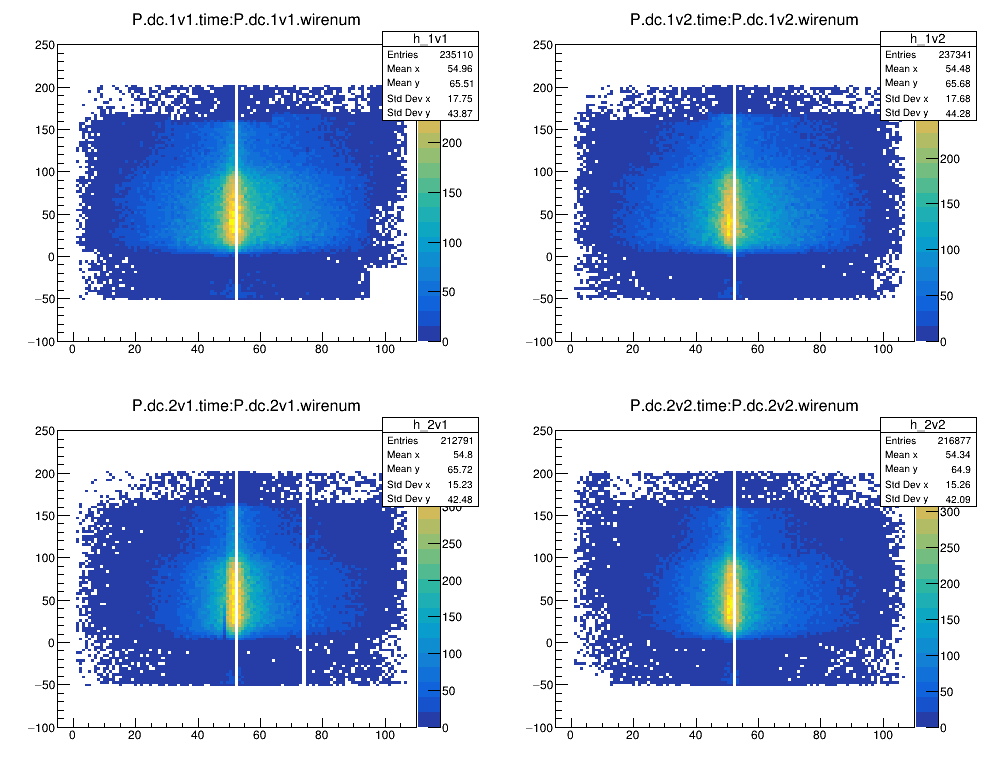 P.dc.1v1.time:P.dc.1v1.wirenum
h_1v1
Entries 235110
Mean x 54.96
Mean y 65.51
Std Dev x 17.75
Std Dev y 43.87
250
200
150
100
50
0
−50
−100
0 20 40 60 80 100
200
150
100
50
0
P.dc.1v2.time:P.dc.1v2.wirenum
h_1v2
Entries 237341
Mean x 54.48
Mean y 65.68
Std Dev x 17.68
Std Dev y 44.28
250
200
150
100
50
0
−50
−100
0 20 40 60 80 100
200
150
100
50
0
P.dc.2v1.time:P.dc.2v1.wirenum
h_2v1
Entries 212791
Mean x 54.8
Mean y 65.72
Std Dev x 15.23
Std Dev y 42.48
250
200
150
100
50
0
−50
−100
0 20 40 60 80 100
300
250
200
150
100
50
0
P.dc.2v2.time:P.dc.2v2.wirenum
h_2v2
Entries 216877
Mean x 54.34
Mean y 64.9
Std Dev x 15.26
Std Dev y 42.09
250
200
150
100
50
0
−50
−100
0 20 40 60 80 100
300
250
200
150
100
50
0